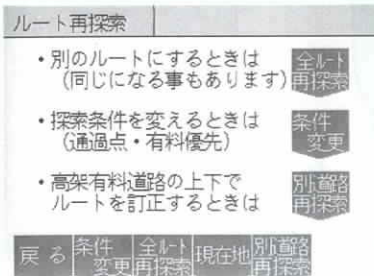 ルート再探索
・別のルートにするときは
(同じになる事もあります)
全ルート
再探索
・探索条件を変えるときは
(通過点・有料優先)
条件
変更
・高架有料道路の上下で
ルートを訂正するときは
別道路
再探索
戻る
条件
変更
全ルート
再探索
現在地
別道路
再探索